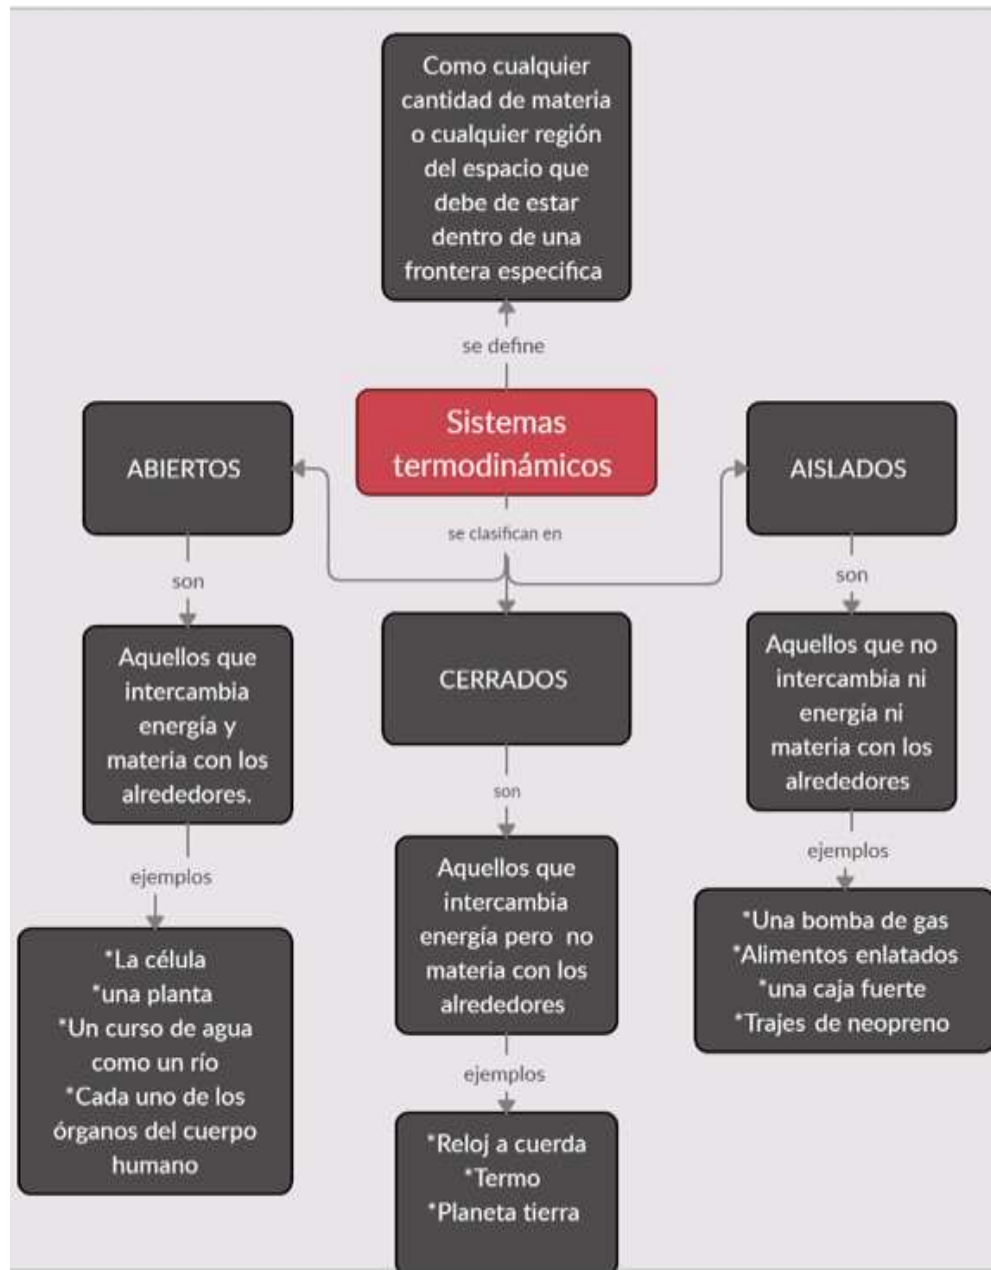 Como cualquier
cantidad de materia
o cualquier región
del espacio que
debe de estar
dentro de una
frontera especifica
se define
Sistemas
termodinámicos
se clasifican en
ABIERTOS
son
Aquellos que
intercambia
energía y
materia con los
alrededores.
ejemplos
*La célula
*una planta
*Un curso de agua
como un río
*Cada uno de los
órganos del cuerpo
humano
CERRADOS
son
Aquellos que
intercambia
energía pero no
materia con los
alrededores
ejemplos
*Reloj a cuerda
*Termo
*Planeta tierra
AISLADOS
son
Aquellos que no
intercambia ni
energía ni
materia con los
alrededores
ejemplos
*Una bomba de gas
*Alimentos enlatados
*una caja fuerte
*Trajes de neopreno